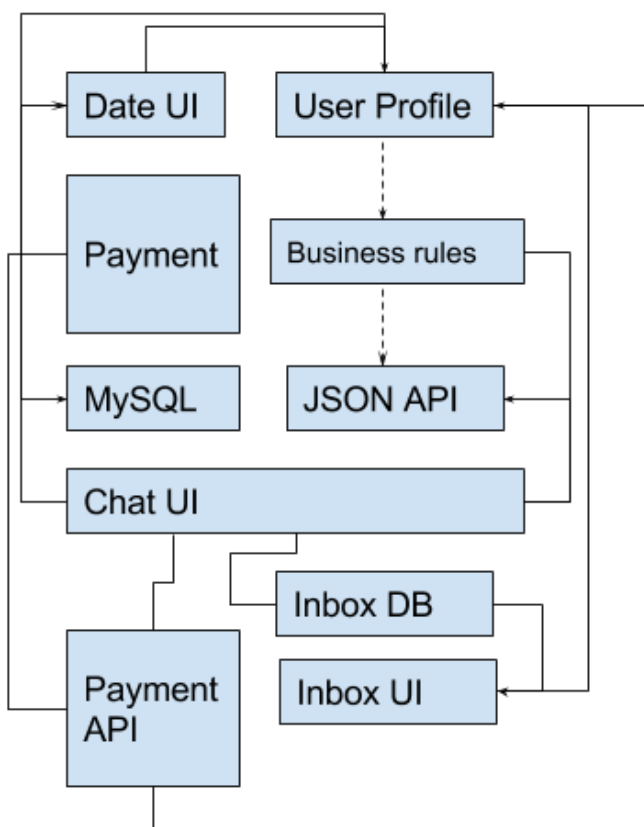 Date UI
User Profile
Payment
Business rules
MySQL
JSON API
Chat UI
Inbox DB
Payment
API
Inbox UI